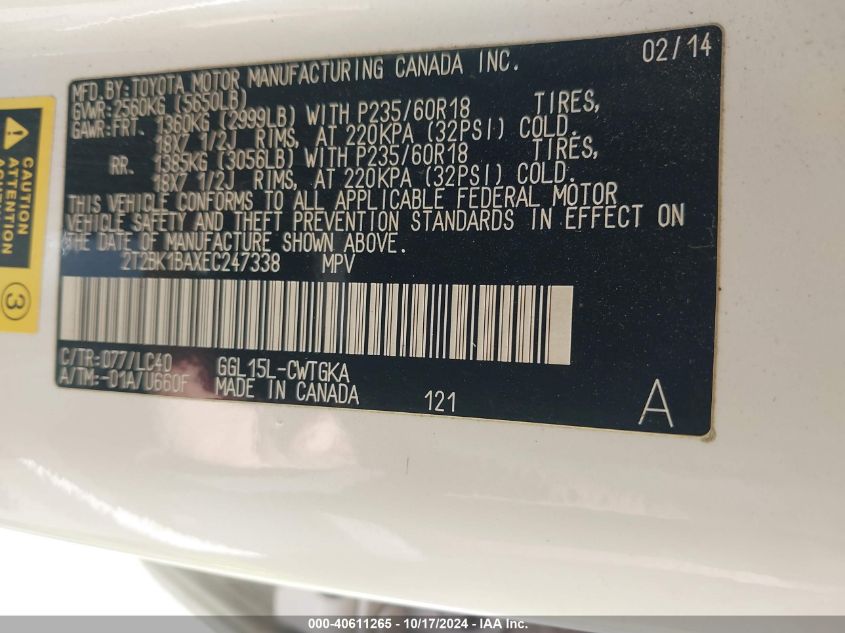 02/14
MFD.BY:TOYOTA MOTOR MANUFACTURING CANADA INC.
GVWR:2560KG (5650LB)
GAWR:FRT. 1360KG (2999LB) WITH P235/60R18 TIRES,
18X7 1/2J RIMS, AT 220KPA (32PSI) COLD.
RR. 1385KG (3056LB) WITH P235/60R18 TIRES,
18X7 1/2J RIMS, AT 220KPA (32PSI) COLD.
THIS VEHICLE CONFORMS TO ALL APPLICABLE FEDERAL MOTOR
VEHICLE SAFETY AND THEFT PREVENTION STANDARDS IN EFFECT ON
THE DATE OF MANUFACTURE SHOWN ABOVE.
2T2BK1BAXEC247338 MPV
C/TR:077/LC40 GGL15L-CWTGKA
A/TM:-01A/U660F MADE IN CANADA
121
A
CAUTION
ATTENTION
3
000-40611265 - 10/17/2024 - IAA Inc.